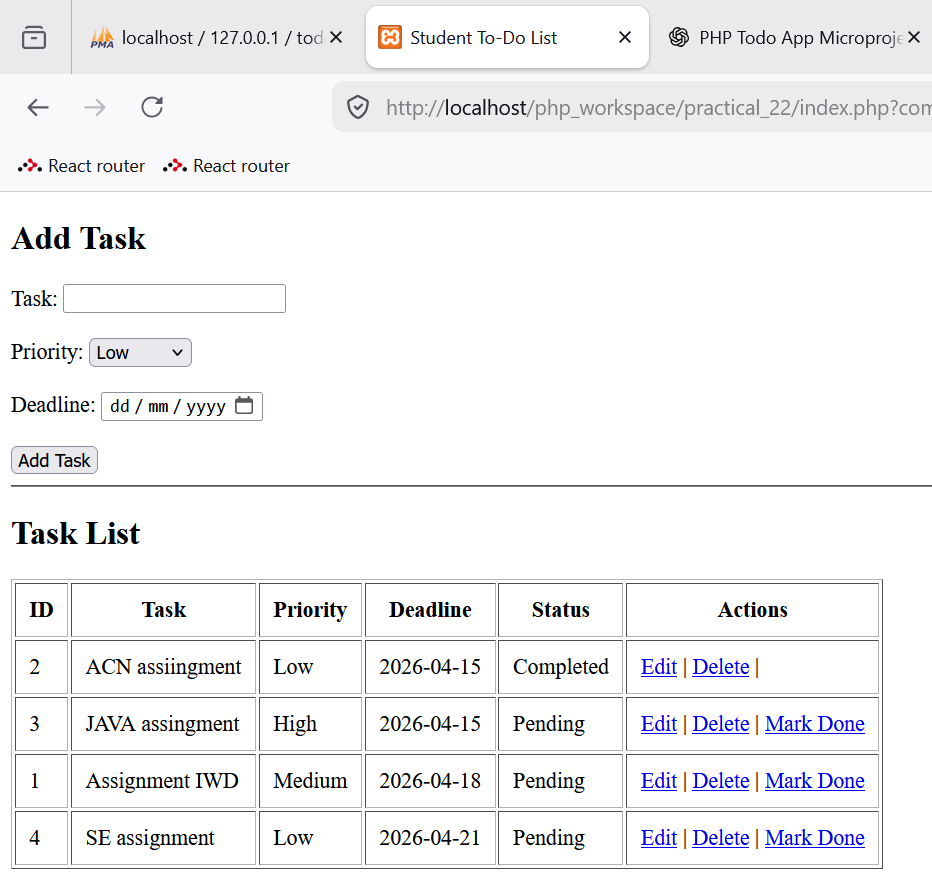 PMA localhost / 127.0.0.1 / tod Student To-Do List PHP Todo App Microproje
http://localhost/php_workspace/practical_22/index.php?com
React router React router
Add Task
Task:
Priority: Low
Deadline: dd / mm / yyyy
Add Task
Task List
ID Task Priority Deadline Status Actions
2 ACN assiingment Low 2026-04-15 Completed Edit | Delete |
3 JAVA assingment High 2026-04-15 Pending Edit | Delete | Mark Done
1 Assignment IWD Medium 2026-04-18 Pending Edit | Delete | Mark Done
4 SE assignment Low 2026-04-21 Pending Edit | Delete | Mark Done